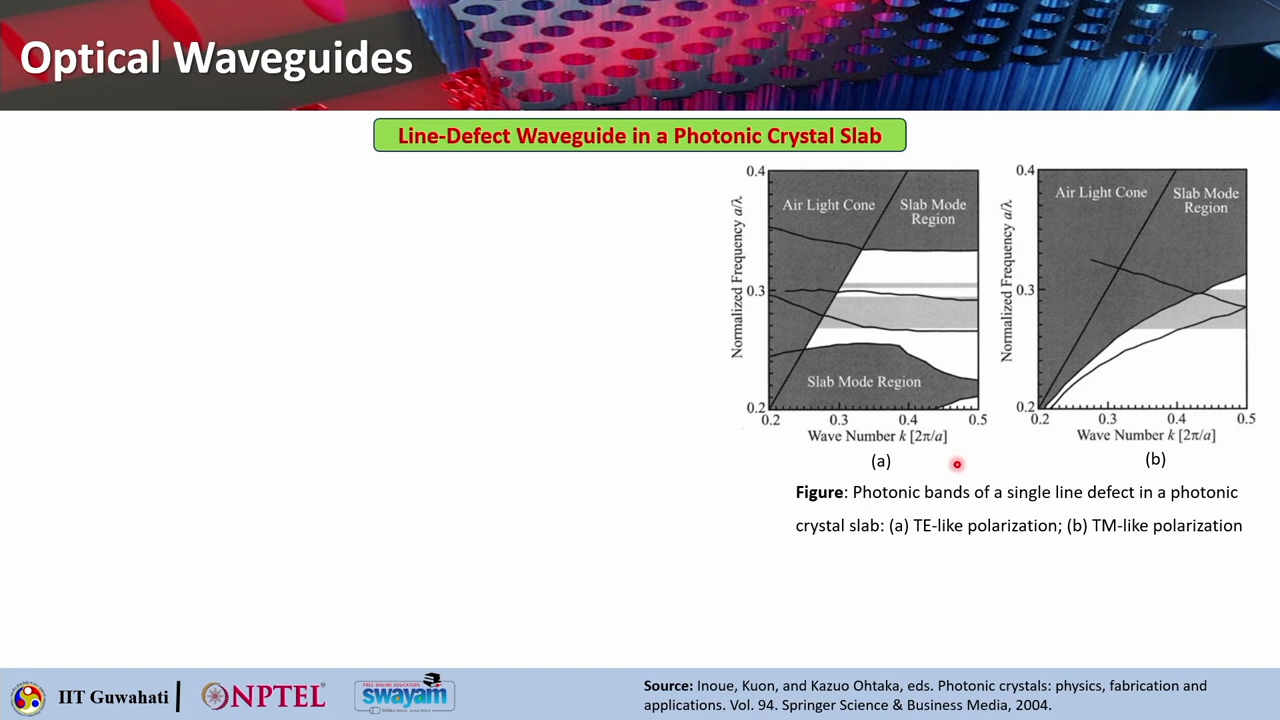 Optical Waveguides
Line-Defect Waveguide in a Photonic Crystal Slab
Normalized Frequency a/λ
0.4
0.3
0.2
Air Light Cone
Slab Mode
Region
Slab Mode Region
0.2
0.3
0.4
0.5
Wave Number k [2π/a]
(a)
Normalized Frequency a/λ
0.4
0.3
0.2
Air Light Cone
Slab Mode
Region
0.2
0.3
0.4
0.5
Wave Number k [2π/a]
(b)
Figure: Photonic bands of a single line defect in a photonic
crystal slab: (a) TE-like polarization; (b) TM-like polarization
IIT Guwahati
NPTEL
FREE ONLINE EDUCATION
swayam
Source: Inoue, Kuon, and Kazuo Ohtaka, eds. Photonic crystals: physics, fabrication and
applications. Vol. 94. Springer Science & Business Media, 2004.